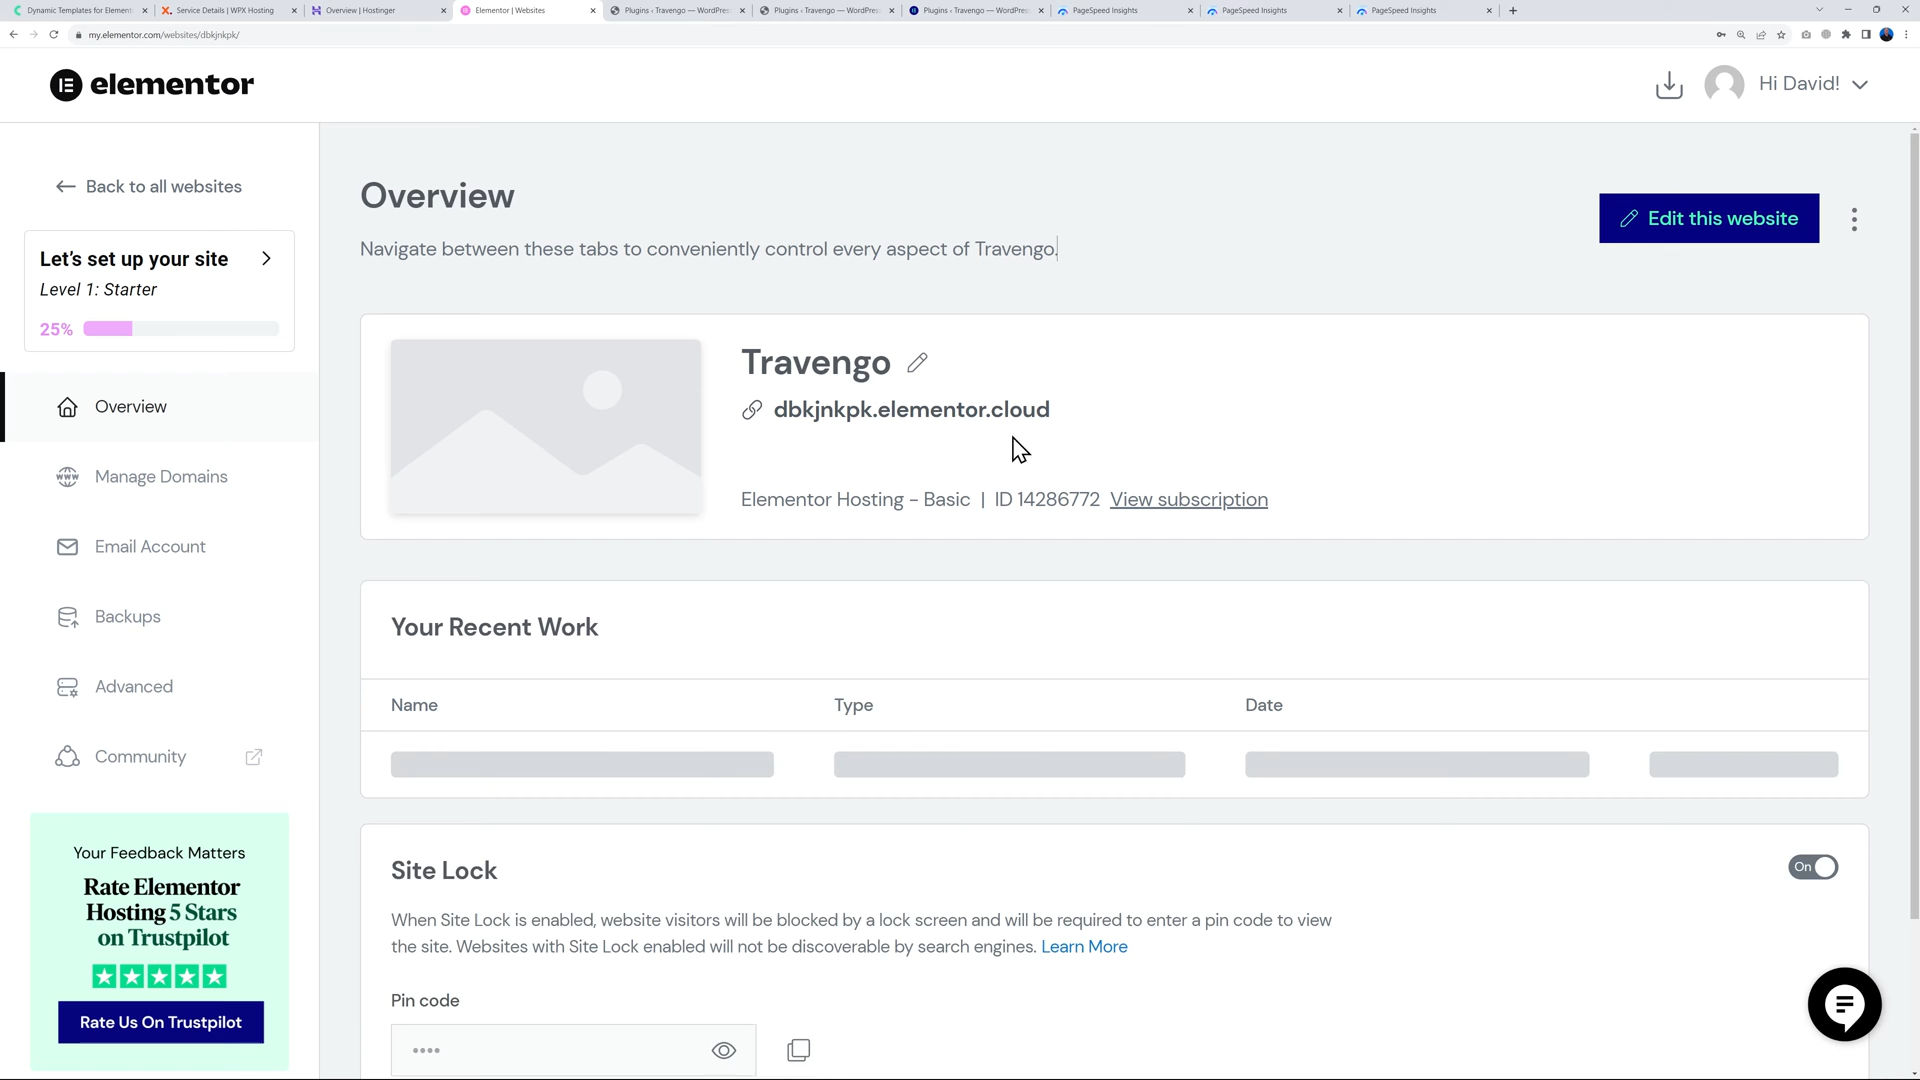 Dynamic Templates for Element
Service Details | WPX Hosting
Overview | Hostinger
Elementor | Websites
Plugins ‹ Travengo — WordPres
Plugins ‹ Travengo — WordPres
Plugins ‹ Travengo — WordPres
PageSpeed Insights
PageSpeed Insights
PageSpeed Insights
my.elementor.com/websites/dbkjnkpk/
elementor
Hi David!
Back to all websites
Let's set up your site
Level 1: Starter
25%
Overview
Manage Domains
Email Account
Backups
Advanced
Community
Your Feedback Matters
Rate Elementor
Hosting 5 Stars
on Trustpilot
Rate Us On Trustpilot
Overview
Navigate between these tabs to conveniently control every aspect of Travengo.
Edit this website
Travengo
dbkjnkpk.elementor.cloud
Elementor Hosting - Basic | ID 14286772 View subscription
Your Recent Work
Name Type Date
Site Lock
On
When Site Lock is enabled, website visitors will be blocked by a lock screen and will be required to enter a pin code to view
the site. Websites with Site Lock enabled will not be discoverable by search engines. Learn More
Pin code
••••